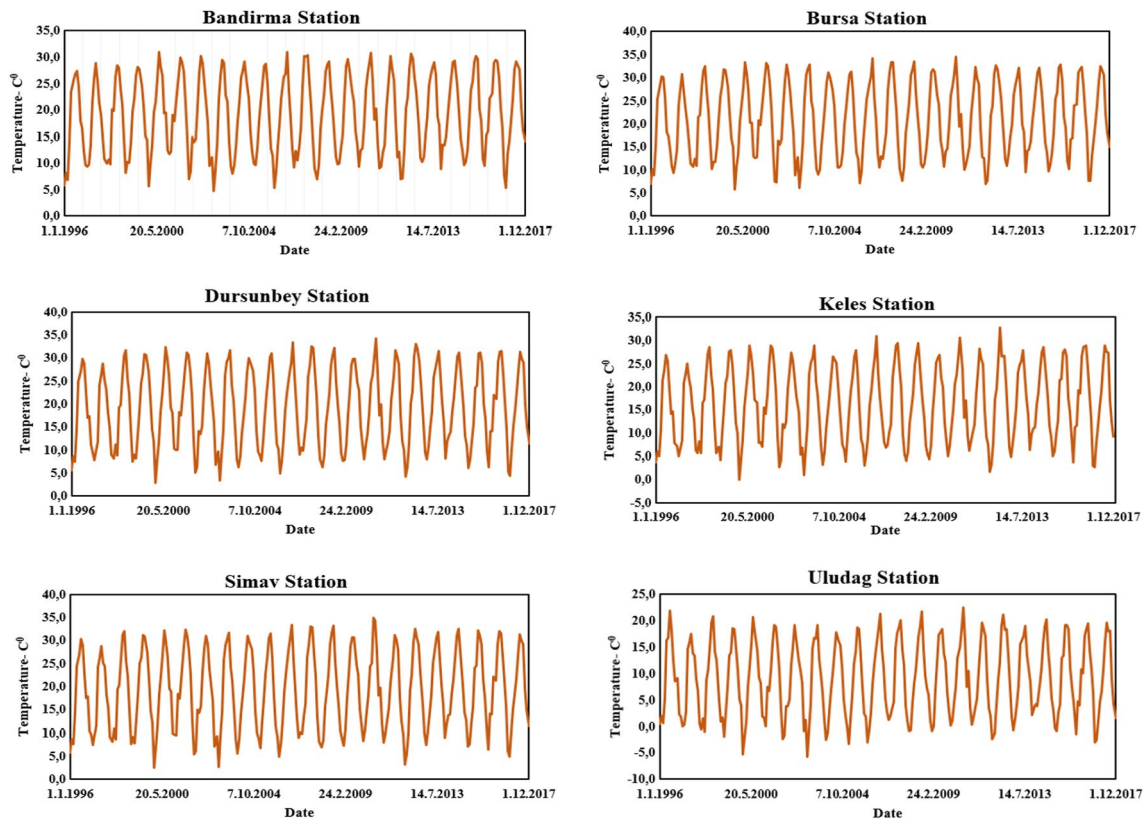 Bandirma Station
Temperature- C⁰
35,0
30,0
25,0
20,0
15,0
10,0
5,0
0,0
1.1.1996 20.5.2000 7.10.2004 24.2.2009 14.7.2013 1.12.2017
Date
Bursa Station
Temperature- C⁰
40,0
35,0
30,0
25,0
20,0
15,0
10,0
5,0
0,0
1.1.1996 20.5.2000 7.10.2004 24.2.2009 14.7.2013 1.12.2017
Date
Dursunbey Station
Temperature- C⁰
40,0
35,0
30,0
25,0
20,0
15,0
10,0
5,0
0,0
1.1.1996 20.5.2000 7.10.2004 24.2.2009 14.7.2013 1.12.2017
Date
Keles Station
Temperature- C⁰
35,0
30,0
25,0
20,0
15,0
10,0
5,0
0,0
-5,0
1.1.1996 20.5.2000 7.10.2004 24.2.2009 14.7.2013 1.12.2017
Date
Simav Station
Temperature- C⁰
40,0
35,0
30,0
25,0
20,0
15,0
10,0
5,0
0,0
1.1.1996 20.5.2000 7.10.2004 24.2.2009 14.7.2013 1.12.2017
Date
Uludag Station
Temperature- C⁰
25,0
20,0
15,0
10,0
5,0
0,0
-5,0
-10,0
1.1.1996 20.5.2000 7.10.2004 24.2.2009 14.7.2013 1.12.2017
Date